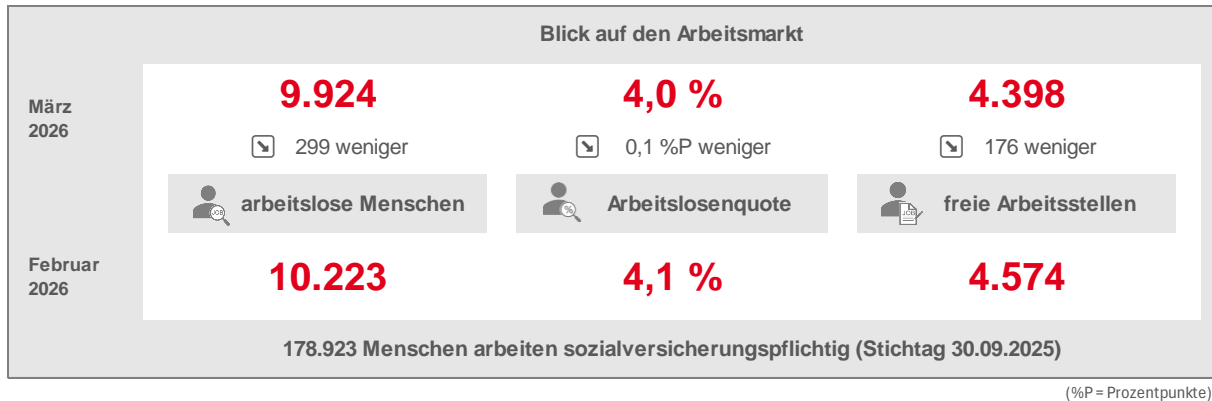 Blick auf den Arbeitsmarkt
März
2026
9.924
4,0 %
4.398
299 weniger
0,1 %P weniger
176 weniger
JOB
arbeitslose Menschen
%
Arbeitslosenquote
JOB
freie Arbeitsstellen
Februar
2026
10.223
4,1 %
4.574
178.923 Menschen arbeiten sozialversicherungspflichtig (Stichtag 30.09.2025)
(%P = Prozentpunkte)